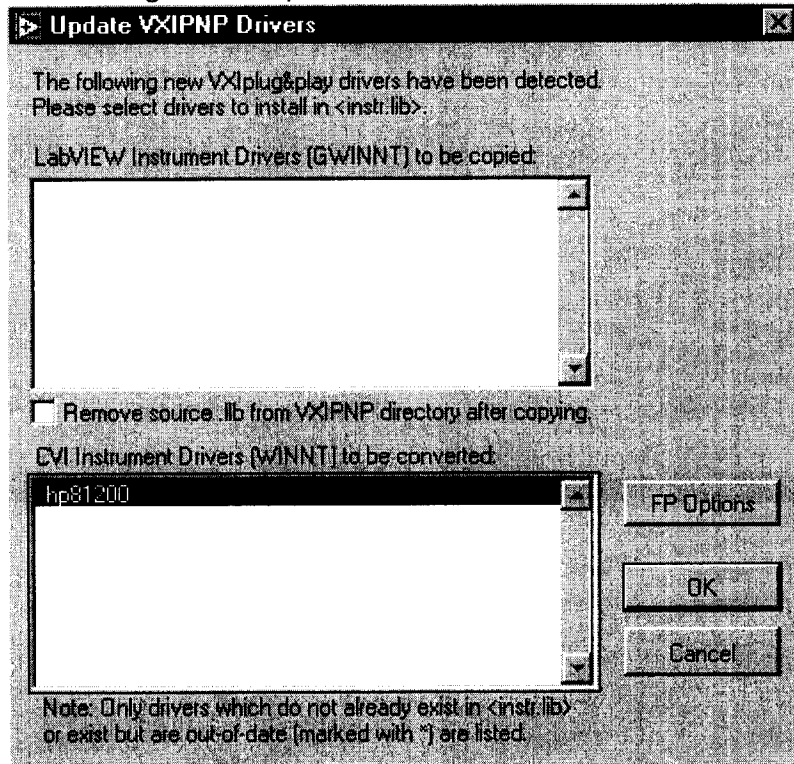 Update VXIPNP Drivers
The following new VXIplug&play drivers have been detected.
Please select drivers to install in <instr.lib>.
LabVIEW Instrument Drivers (GWINNT) to be copied:
Remove source .llb from VXIPNP directory after copying.
CVI Instrument Drivers (WINNT) to be converted:
hp81200
FP Options
OK
Cancel
Note: Only drivers which do not already exist in <instr.lib>
or exist but are out-of-date (marked with *) are listed.